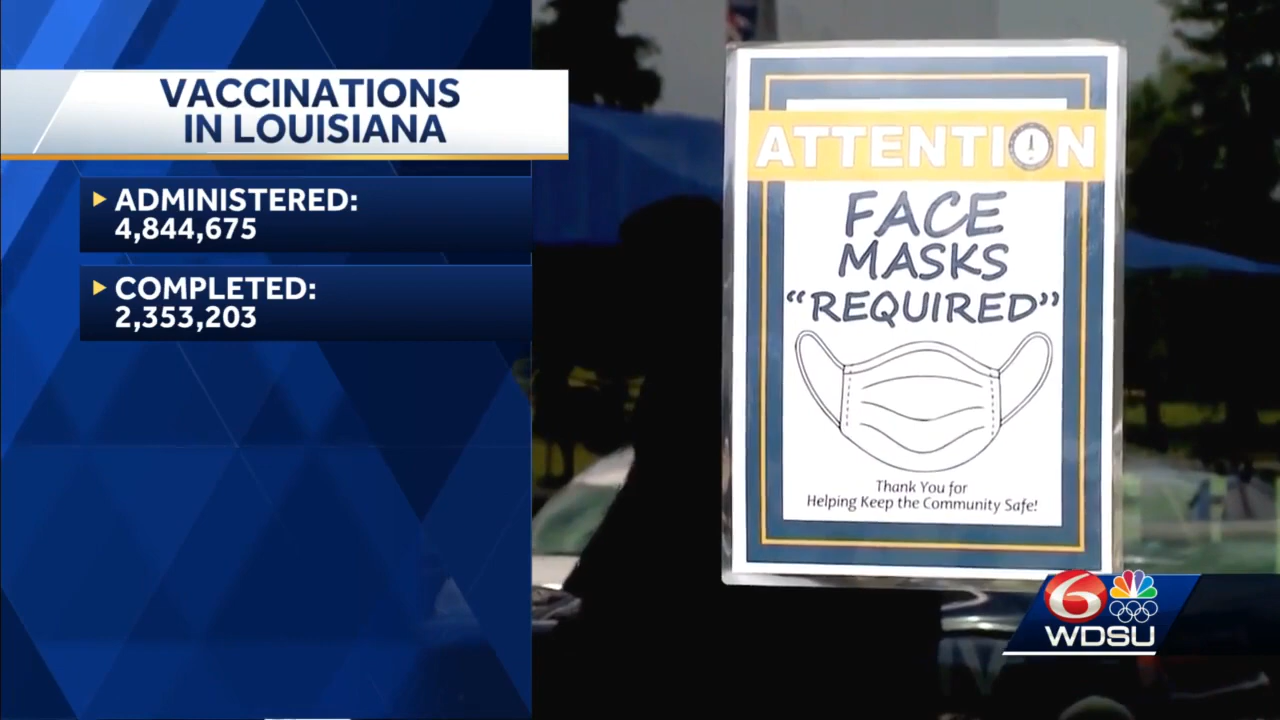 VACCINATIONS
IN LOUISIANA
ADMINISTERED:
4,844,675
COMPLETED:
2,353,203
ATTENTION
FACE
MASKS
“REQUIRED”
Thank You for
Helping Keep the Community Safe!
6
WDSU